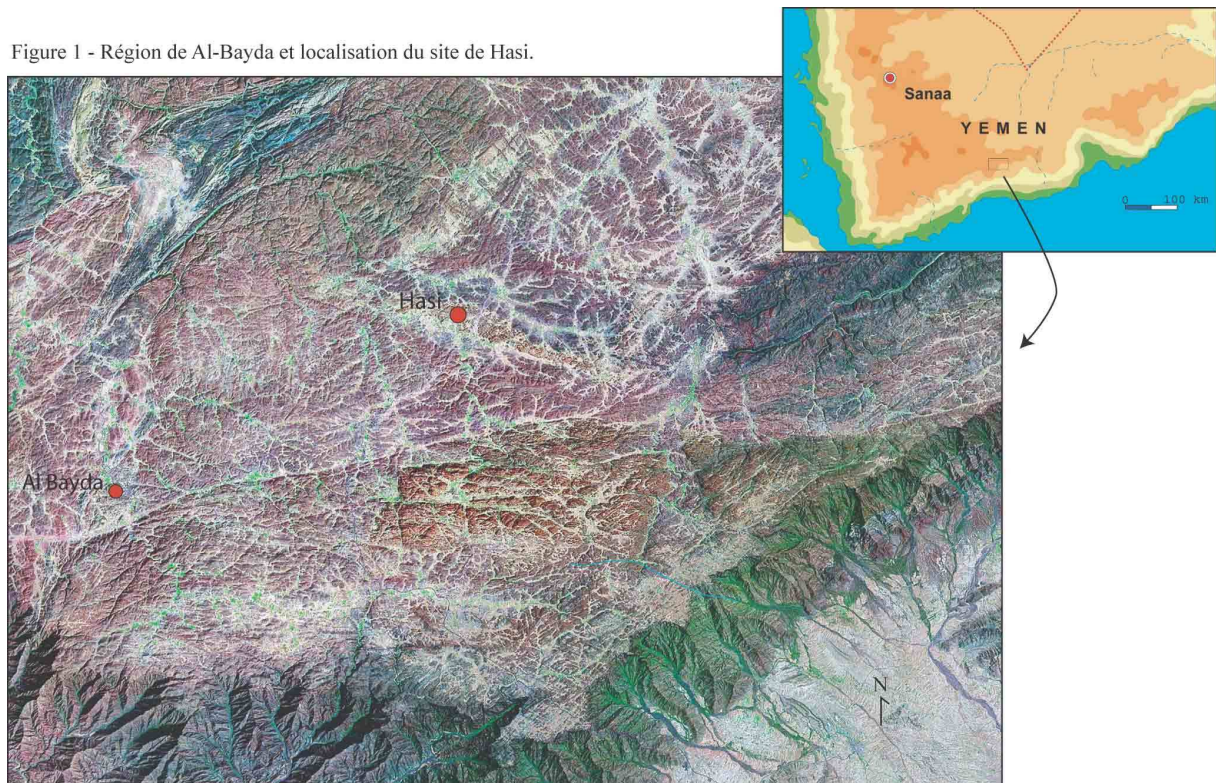 Figure 1 - Région de Al-Bayda et localisation du site de Hasi.
Sanaa
YEMEN
0 100 km
Hasi
Al Bayda
N